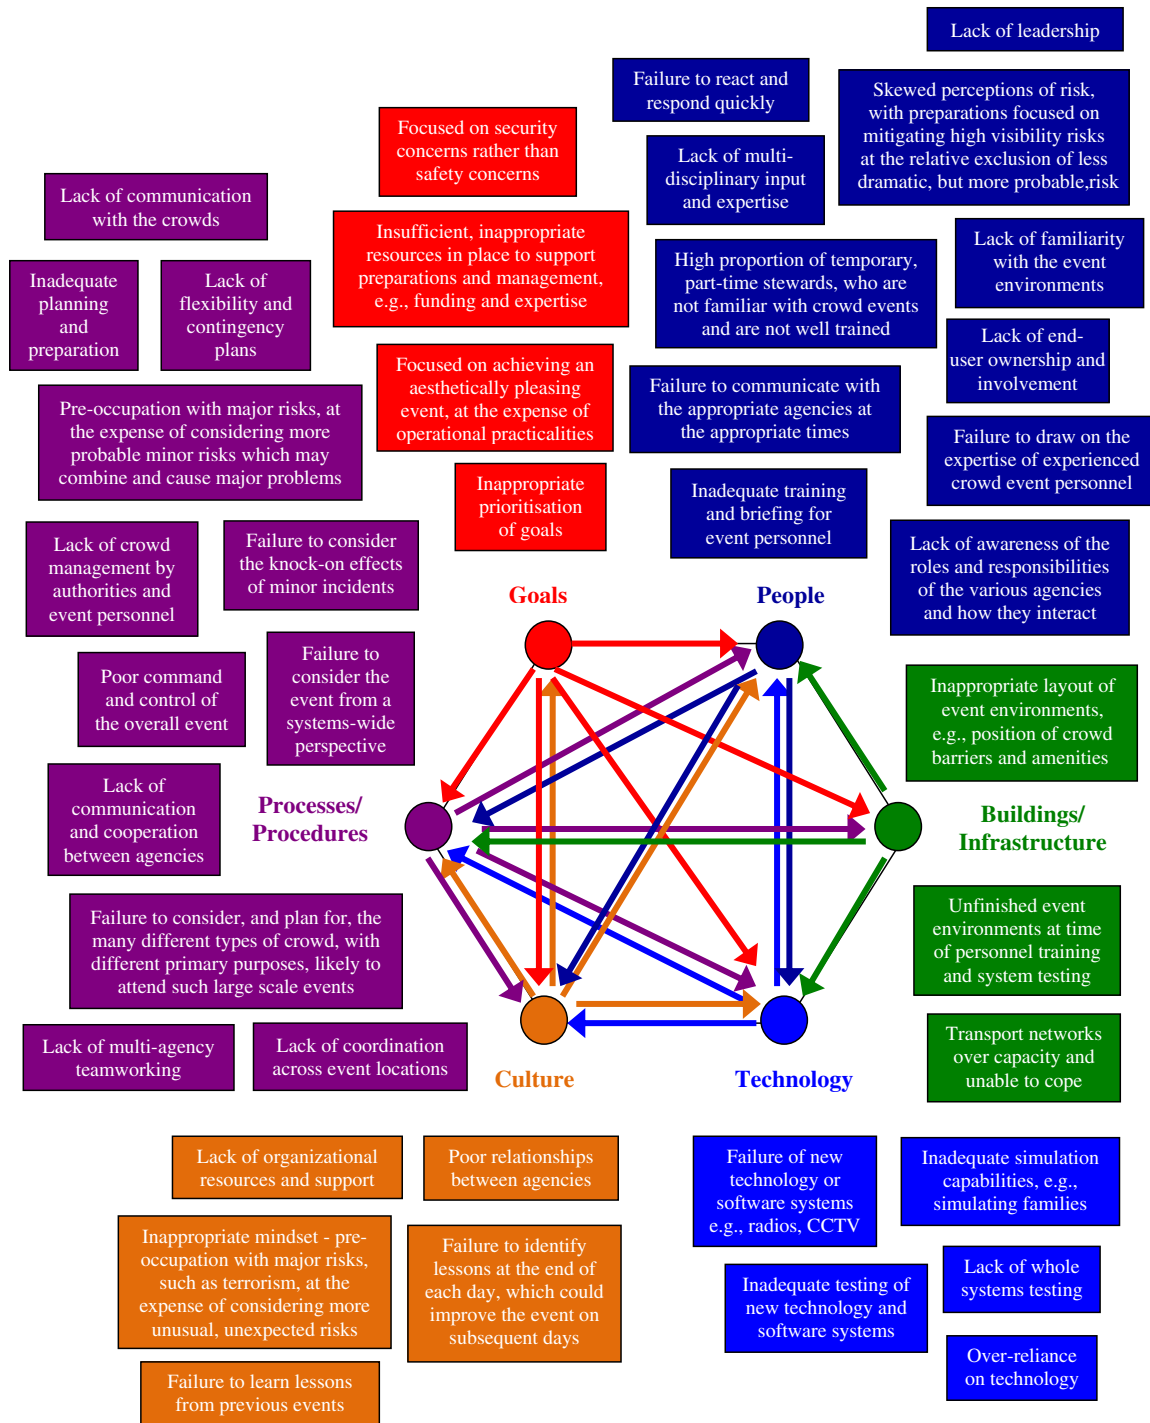 Lack of leadership
Failure to react and
respond quickly
Skewed perceptions of risk,
with preparations focused on
mitigating high visibility risks
at the relative exclusion of less
dramatic, but more probable,risk
Focused on security
concerns rather than
safety concerns
Lack of multi-
disciplinary input
and expertise
Lack of communication
with the crowds
Insufficient, inappropriate
resources in place to support
preparations and management,
e.g., funding and expertise
High proportion of temporary,
part-time stewards, who are
not familiar with crowd events
and are not well trained
Lack of familiarity
with the event
environments
Inadequate
planning
and
preparation
Lack of
flexibility and
contingency
plans
Lack of end-
user ownership and
involvement
Focused on achieving an
aesthetically pleasing
event, at the expense of
operational practicalities
Failure to communicate with
the appropriate agencies at
the appropriate times
Pre-occupation with major risks, at
the expense of considering more
probable minor risks which may
combine and cause major problems
Failure to draw on the
expertise of experienced
crowd event personnel
Inappropriate
prioritisation
of goals
Inadequate training
and briefing for
event personnel
Lack of crowd
management by
authorities and
event personnel
Failure to consider
the knock-on effects
of minor incidents
Lack of awareness of the
roles and responsibilities
of the various agencies
and how they interact
Goals
People
Poor command
and control of
the overall event
Failure to
consider the
event from a
systems-wide
perspective
Inappropriate layout of
event environments,
e.g., position of crowd
barriers and amenities
Lack of
communication
and cooperation
between agencies
Processes/
Procedures
Buildings/
Infrastructure
Failure to consider, and plan for, the
many different types of crowd, with
different primary purposes, likely to
attend such large scale events
Unfinished event
environments at time
of personnel training
and system testing
Lack of multi-agency
teamworking
Lack of coordination
across event locations
Transport networks
over capacity and
unable to cope
Culture
Technology
Lack of organizational
resources and support
Poor relationships
between agencies
Failure of new
technology or
software systems
e.g., radios, CCTV
Inadequate simulation
capabilities, e.g.,
simulating families
Inappropriate mindset - pre-
occupation with major risks,
such as terrorism, at the
expense of considering more
unusual, unexpected risks
Failure to identify
lessons at the end of
each day, which could
improve the event on
subsequent days
Inadequate testing of
new technology and
software systems
Lack of whole
systems testing
Failure to learn lessons
from previous events
Over-reliance
on technology